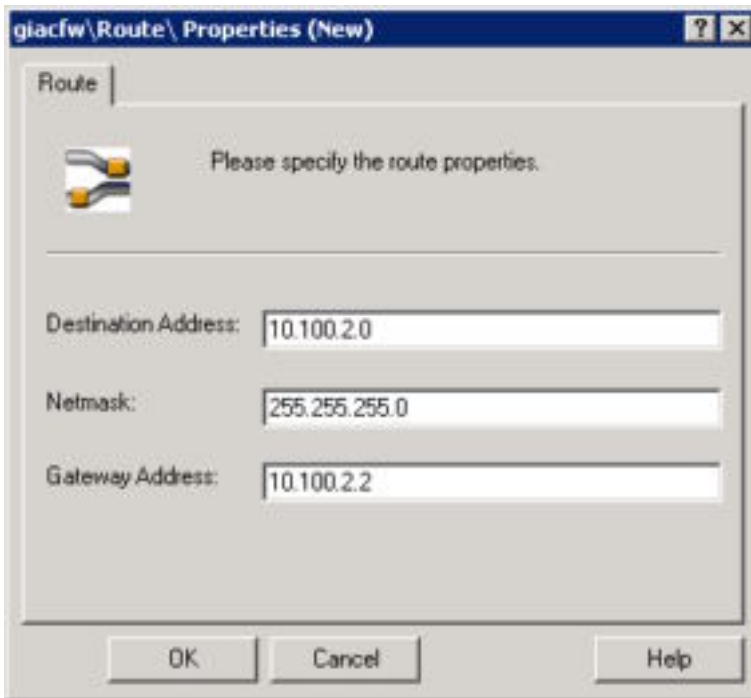 giacfw\Route\ Properties (New)
Route
Please specify the route properties.
Destination Address: 10.100.2.0
Netmask: 255.255.255.0
Gateway Address: 10.100.2.2
OK Cancel Help